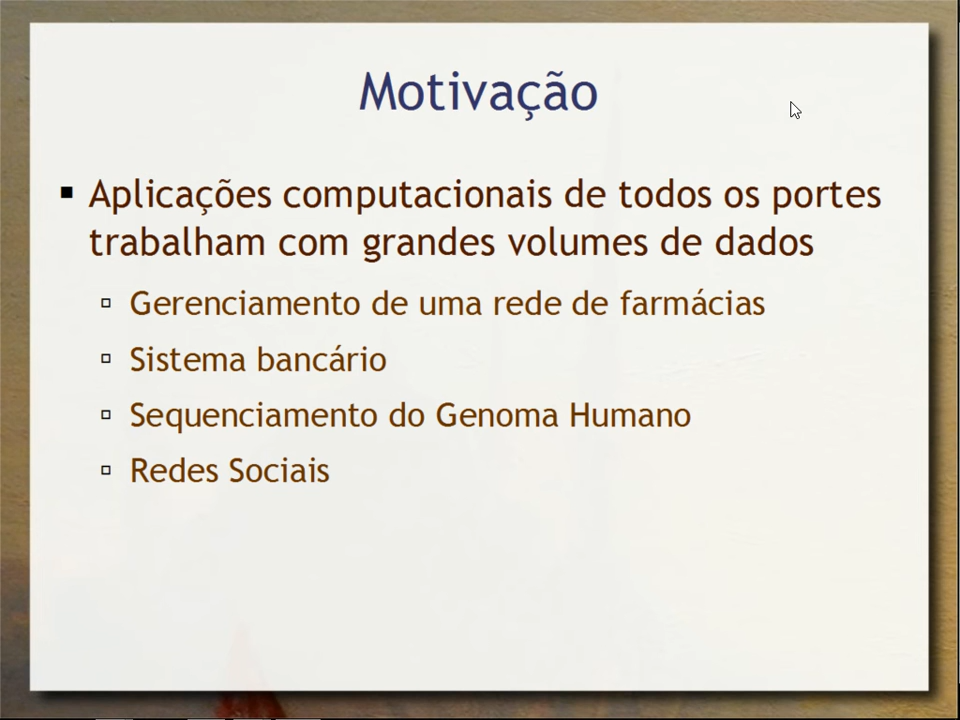 Motivação
Aplicações computacionais de todos os portes
trabalham com grandes volumes de dados
Gerenciamento de uma rede de farmácias
Sistema bancário
Sequenciamento do Genoma Humano
Redes Sociais